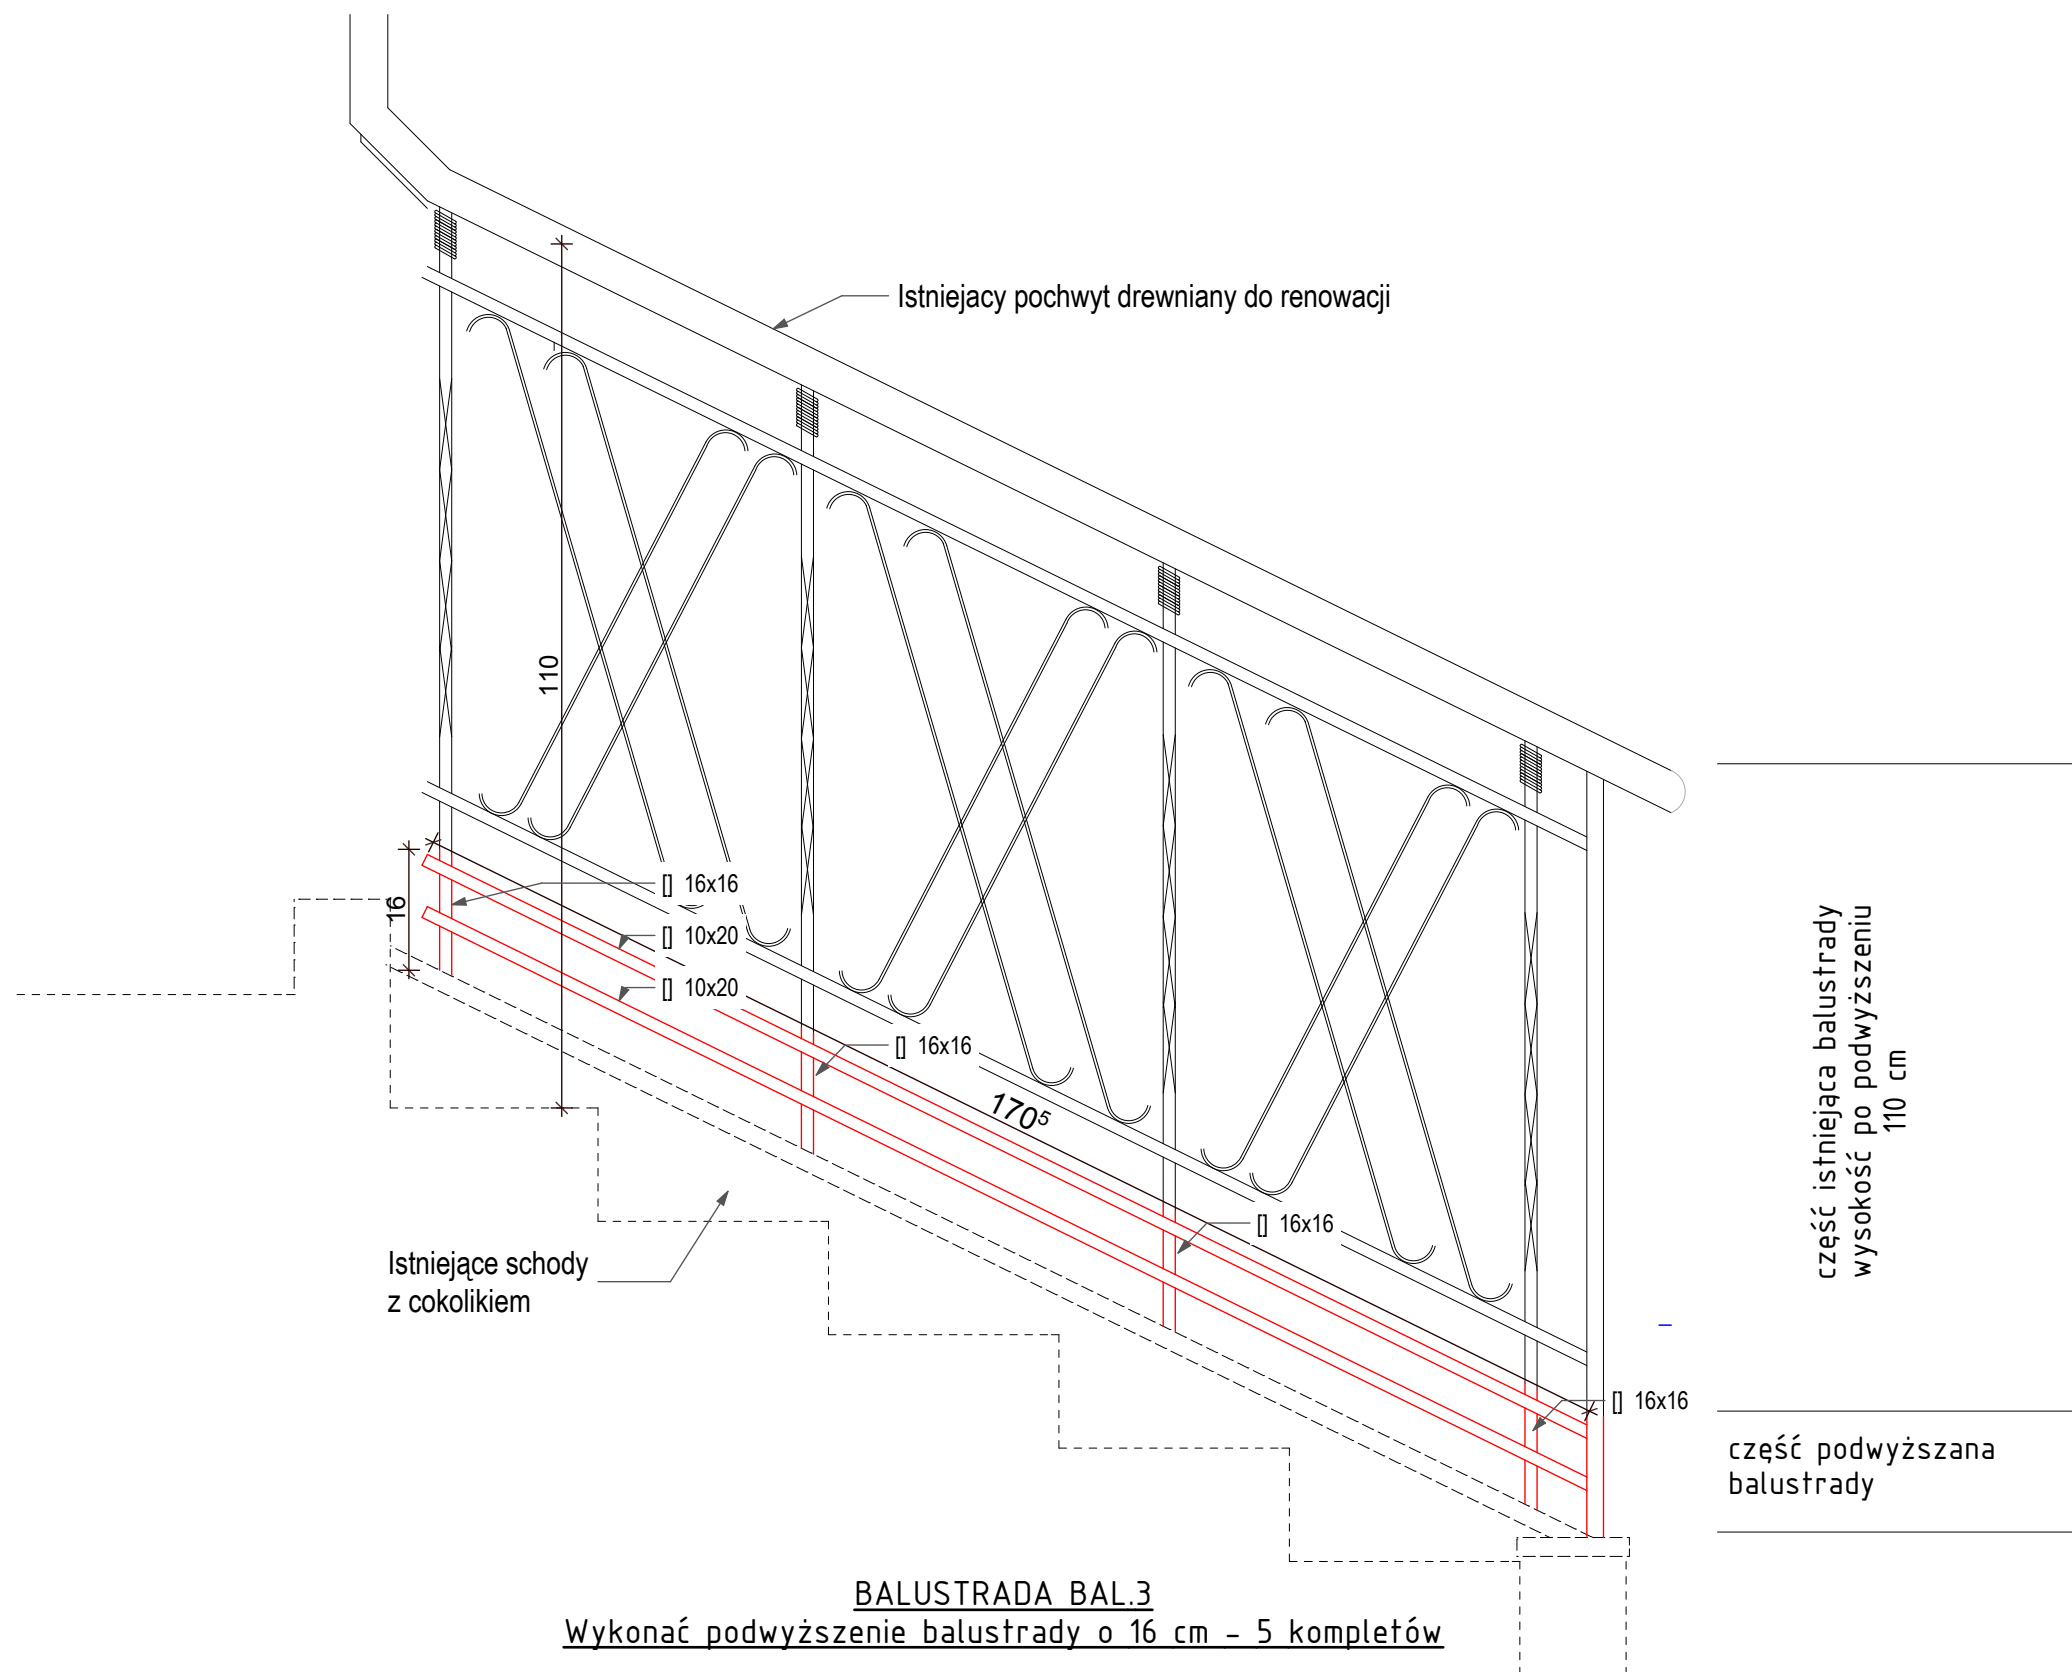 Istniejacy pochwyt drewniany do renowacji
110
[] 16x16
16
[] 10x20
[] 10x20
[] 16x16
170⁵
[] 16x16
Istniejące schody
z cokolikiem
[] 16x16
część istniejąca balustrady
wysokość po podwyższeniu
110 cm
część podwyższana
balustrady
BALUSTRADA BAL.3
Wykonać podwyższenie balustrady o 16 cm – 5 kompletów